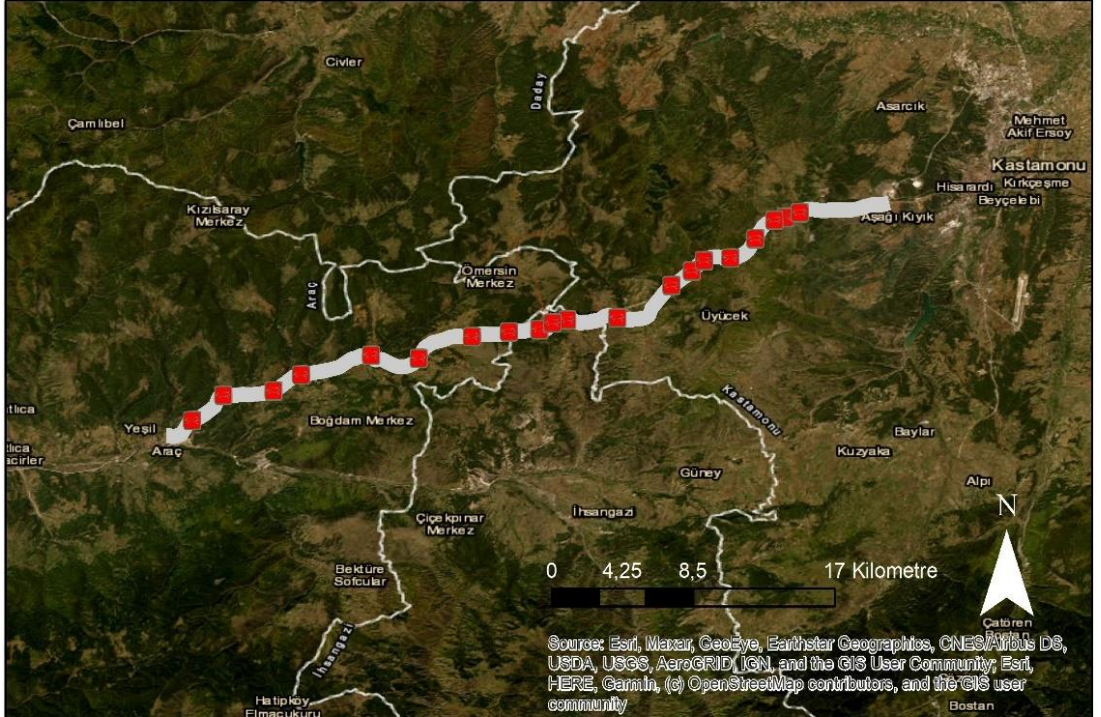 Civler
Daday
Asarcık
Çamlıbel
Mehmet
Akif Ersoy
Kastamonu
Hisarardı
Kırkçeşme
Beyçelebi
Kızılsaray
Merkez
Aşağı Kıyık
Araç
Ömersin
Merkez
Üyücek
Kastamonu
Yeşil
Araç
Boğdam Merkez
Baylar
Kuzyaka
Güney
Alpı
Çiçekpınar
Merkez
İhsangazi
N
Bektüre
Sofcular
0 4,25 8,5 17 Kilometre
Çatören
İhsangazi
Source: Esri, Maxar, GeoEye, Earthstar Geographics, CNES/Airbus DS,
USDA, USGS, AeroGRID, IGN, and the GIS User Community; Esri,
HERE, Garmin, (c) OpenStreetMap contributors, and the GIS user
community
Hatipköy
Elmaçukuru
Bostan